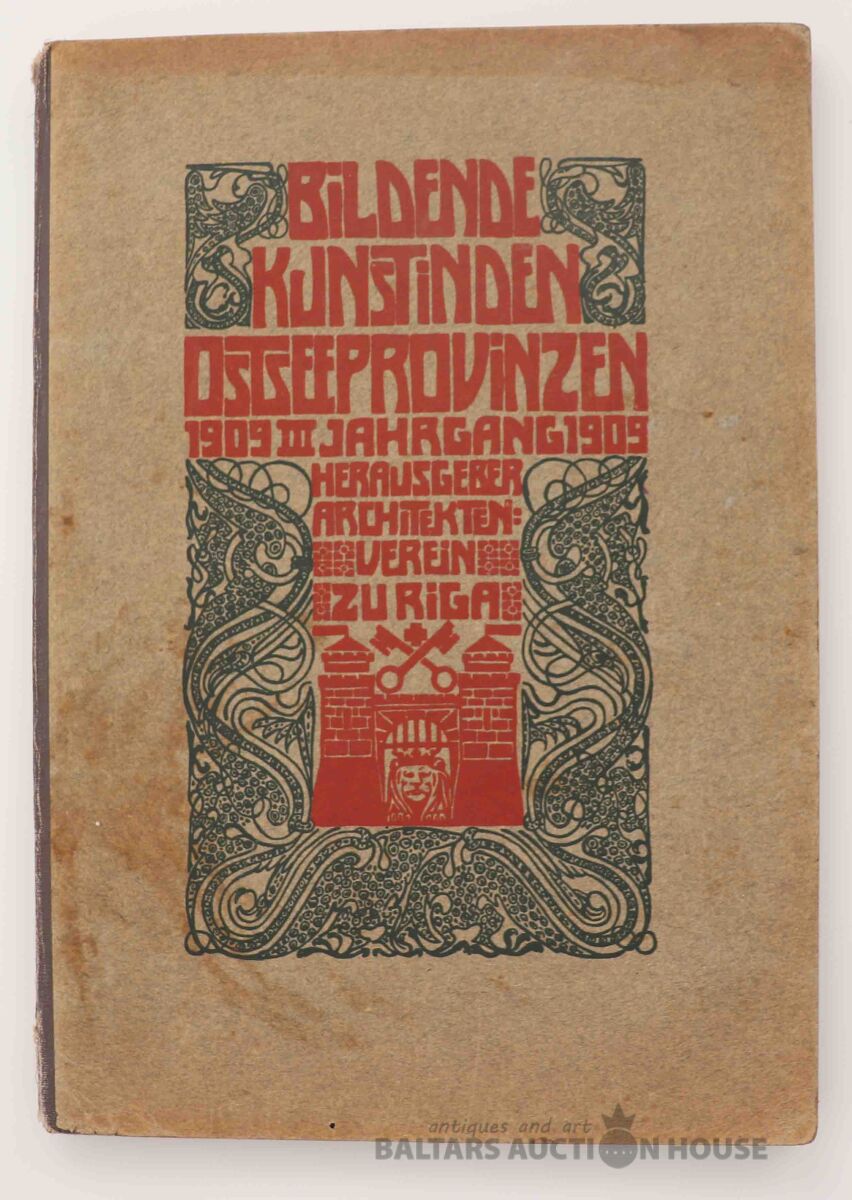 BiLDENDE
KUNST iN DEN
OSTSEEPROViNZEN
1909 III JAHRGANG 1909
HERAUSGEBER
ARCHiTEKTEN:
VEREiN
ZU RiGA
antiques and art
BALTARS AUCTION HOUSE